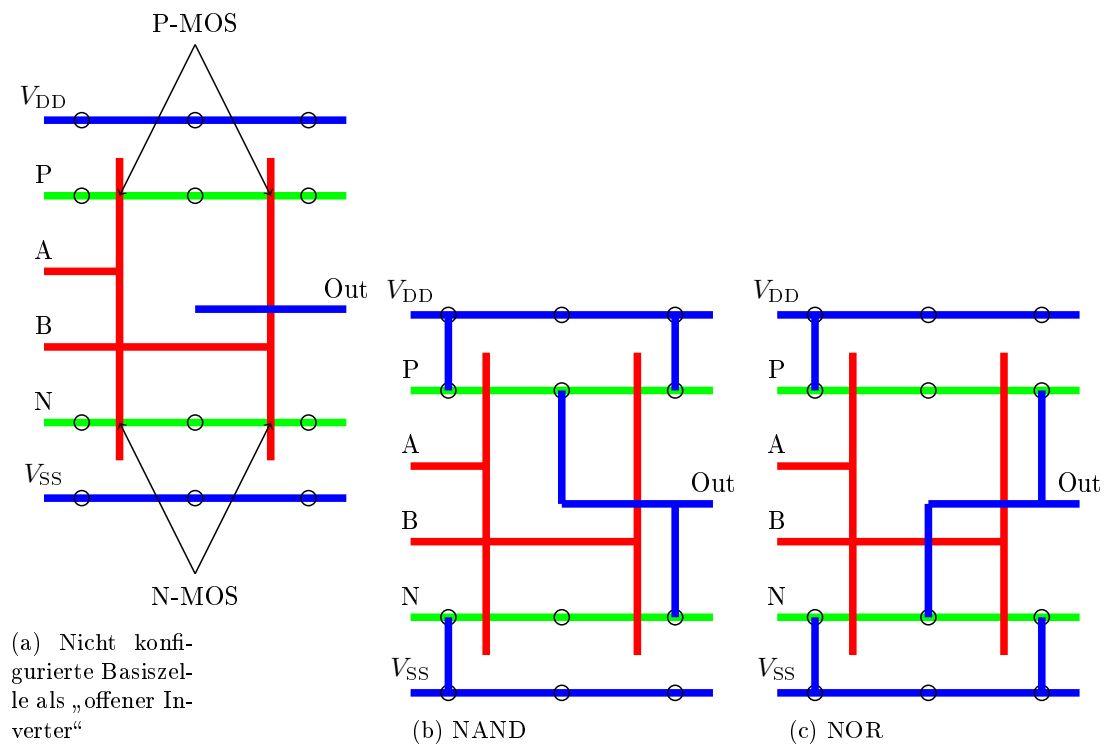 P-MOS
V_DD
P
A
Out
B
N
V_SS
N-MOS
(a) Nicht konfi-
gurierte Basiszel-
le als „offener In-
verter“
V_DD
P
A
Out
B
N
V_SS
(b) NAND
V_DD
P
A
Out
B
N
V_SS
(c) NOR